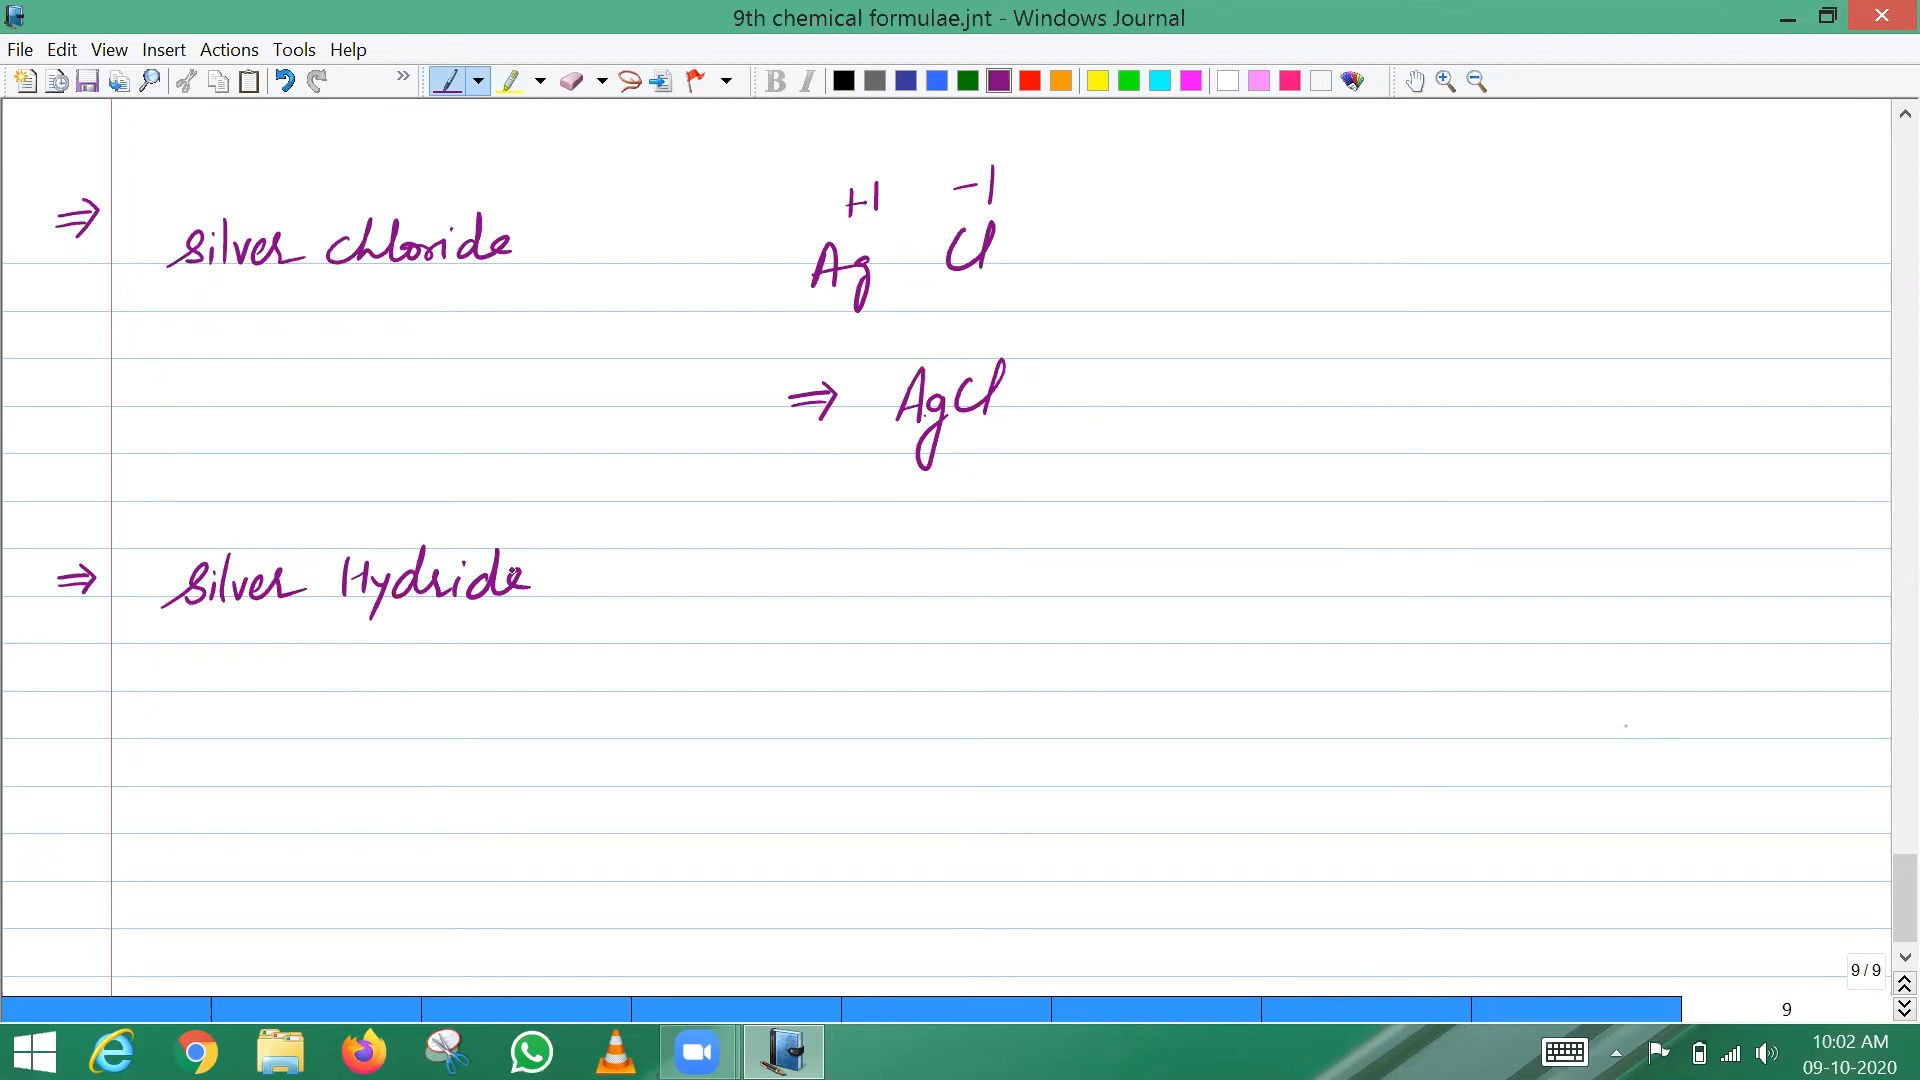 9th chemical formulae.jnt - Windows Journal
File Edit View Insert Actions Tools Help
B I
+1 -1
⇒ silver chloride Ag Cl
⇒ AgCl
⇒ silver Hydride
9 / 9
9
10:02 AM
09-10-2020